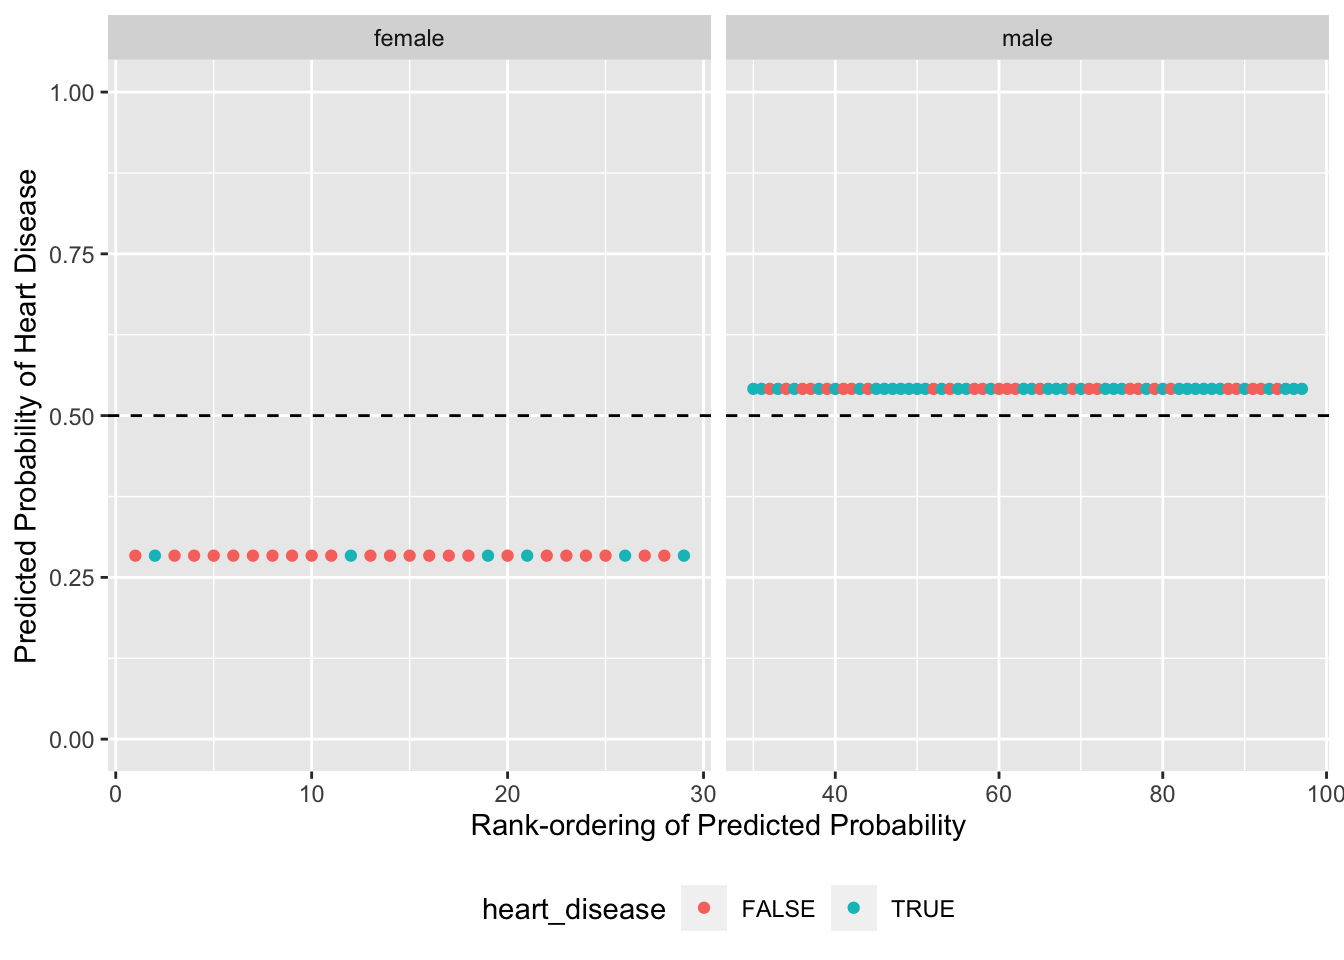 female male
1.00
0.75
0.50
0.25
0.00
Predicted Probability of Heart Disease
0 10 20 30 40 60 80 100
Rank-ordering of Predicted Probability
heart_disease FALSE TRUE